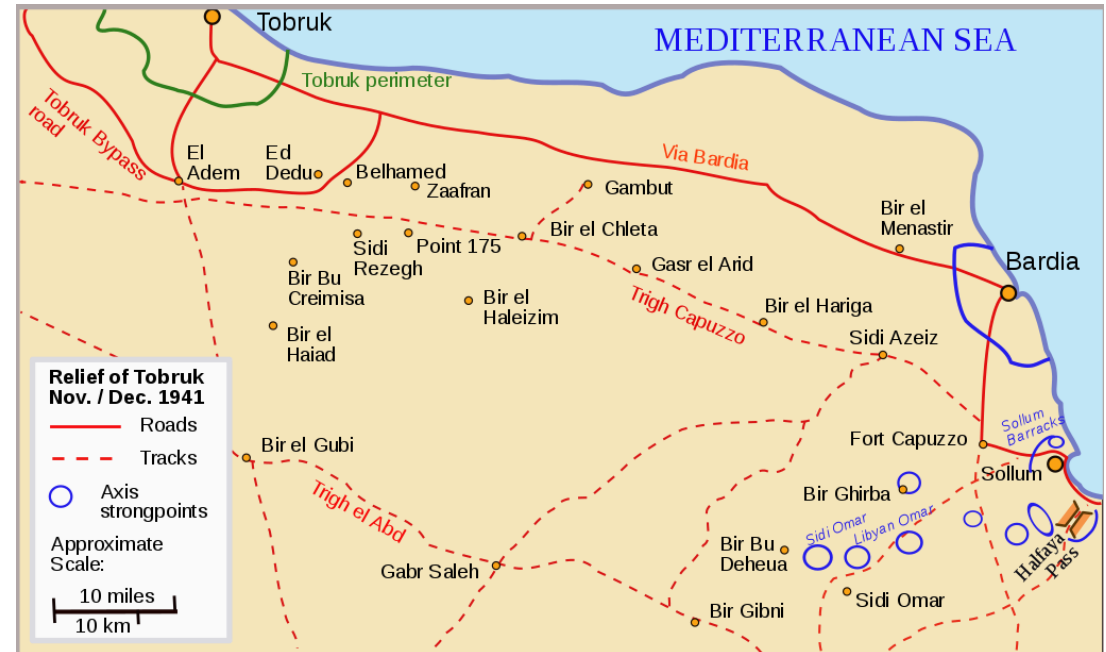 Tobruk
MEDITERRANEAN SEA
Tobruk perimeter
Tobruk Bypass
road
El
Adem
Ed
Dedu
Belhamed
Zaafran
Via Bardia
Gambut
Bir el
Menastir
Bardia
Sidi
Rezegh
Point 175
Bir el Chleta
Gasr el Arid
Bir Bu
Creimisa
Bir el
Haleizim
Trigh Capuzzo
Bir el Hariga
Bir el
Haiad
Sidi Azeiz
Relief of Tobruk
Nov. / Dec. 1941
Roads
Tracks
Axis
strongpoints
Approximate
Scale:
10 miles
10 km
Bir el Gubi
Trigh el Abd
Gabr Saleh
Fort Capuzzo
Sollum
Barracks
Sollum
Bir Ghirba
Sidi Omar
Libyan Omar
Bir Bu
Deheua
Halfaya
Pass
Sidi Omar
Bir Gibni